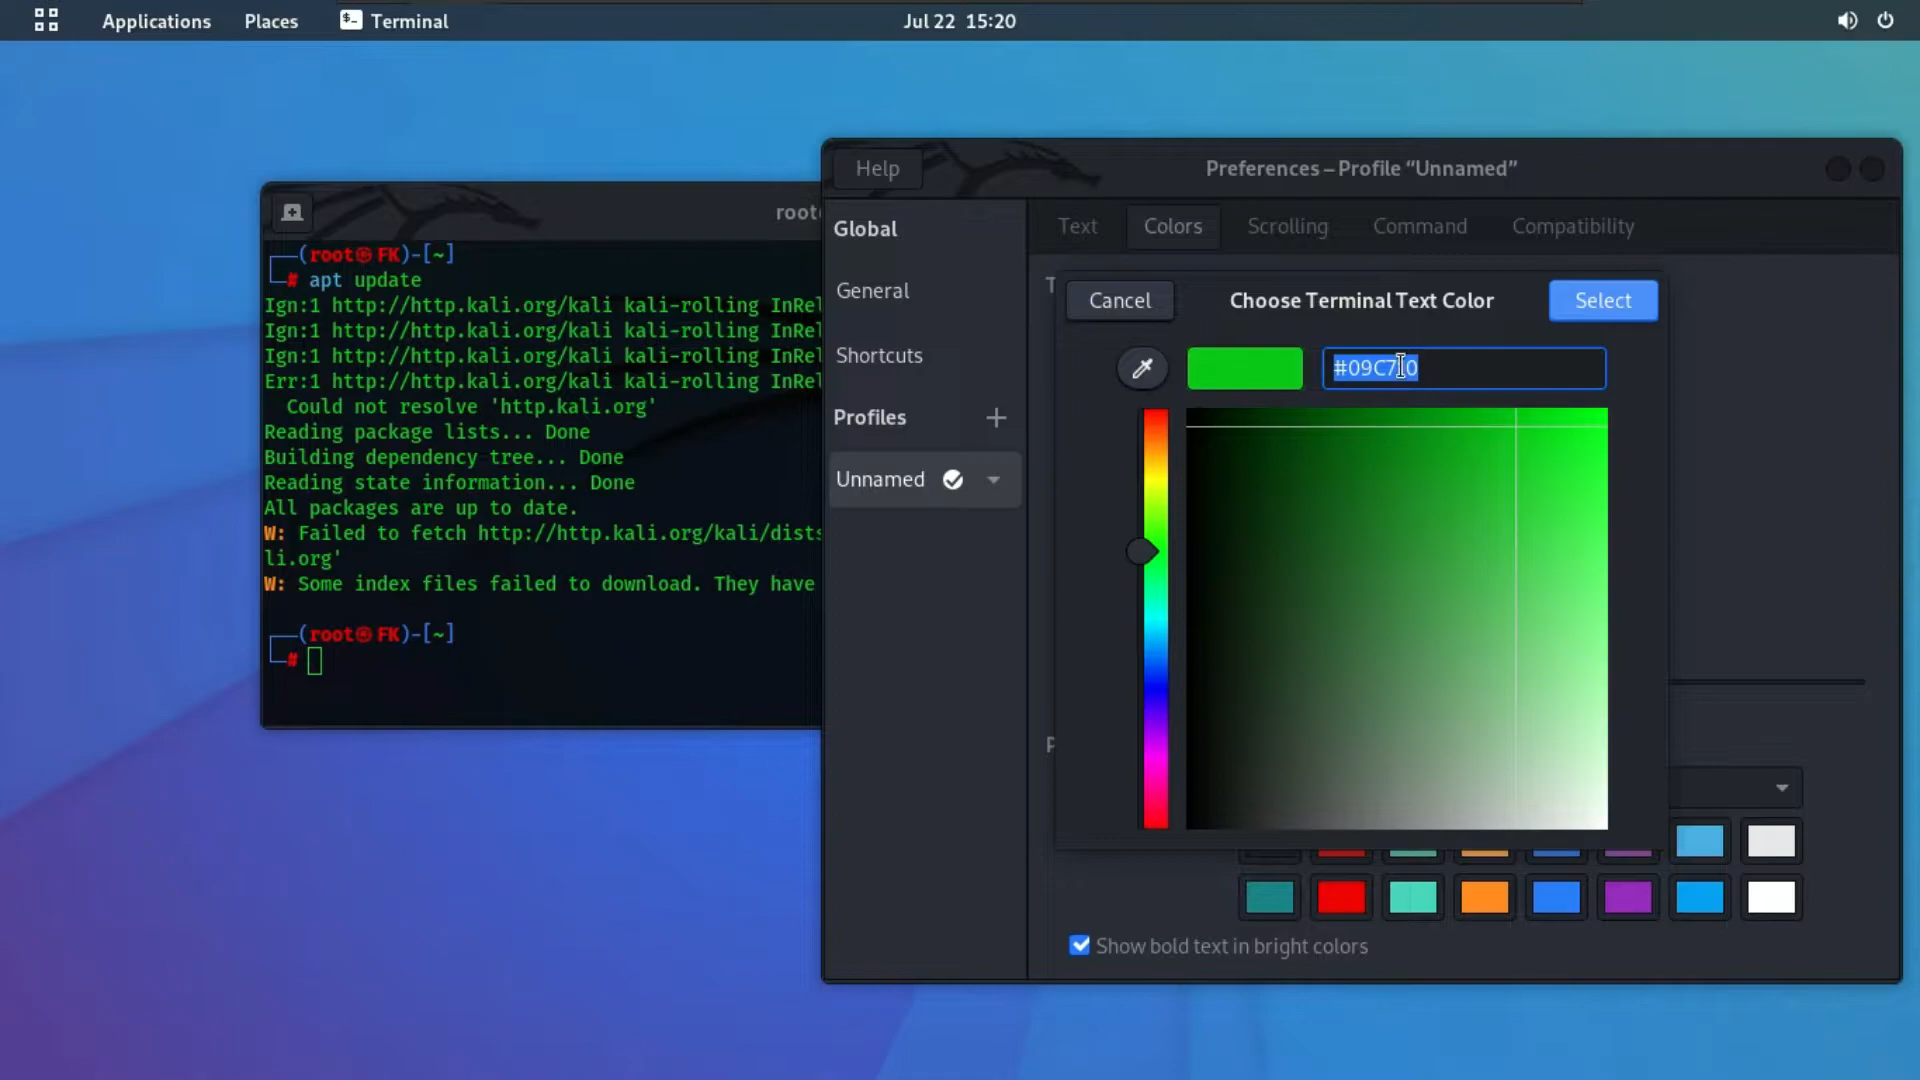 Applications Places Terminal Jul 22 15:20
Help Preferences – Profile “Unnamed”
root
Global
General
Shortcuts
Profiles
Unnamed
Text Colors Scrolling Command Compatibility
Cancel Choose Terminal Text Color Select
┌──(root㉿FK)-[~]
└─# apt update
Ign:1 http://http.kali.org/kali kali-rolling InRel
Ign:1 http://http.kali.org/kali kali-rolling InRel
Ign:1 http://http.kali.org/kali kali-rolling InRel
Err:1 http://http.kali.org/kali kali-rolling InRel
Could not resolve 'http.kali.org'
Reading package lists... Done
Building dependency tree... Done
Reading state information... Done
All packages are up to date.
W: Failed to fetch http://http.kali.org/kali/dists
li.org'
W: Some index files failed to download. They have
┌──(root㉿FK)-[~]
└─#
Show bold text in bright colors